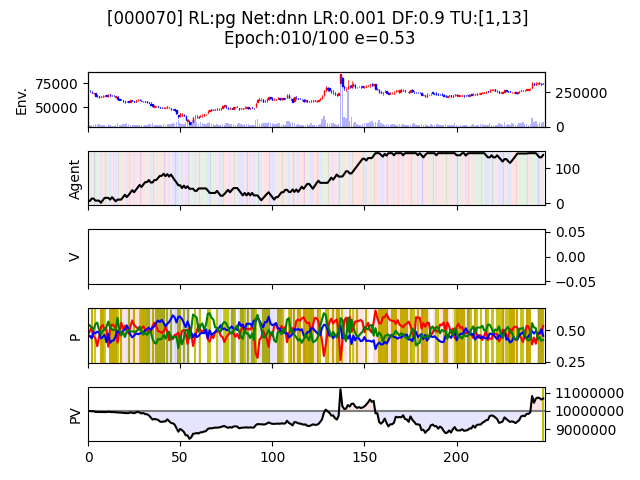 [000070] RL:pg Net:dnn LR:0.001 DF:0.9 TU:[1,13]
Epoch:010/100 e=0.53
Env.
75000
50000
250000
0
Agent
100
0
V
0.05
0.00
−0.05
P
0.50
0.25
PV
11000000
10000000
9000000
0 50 100 150 200